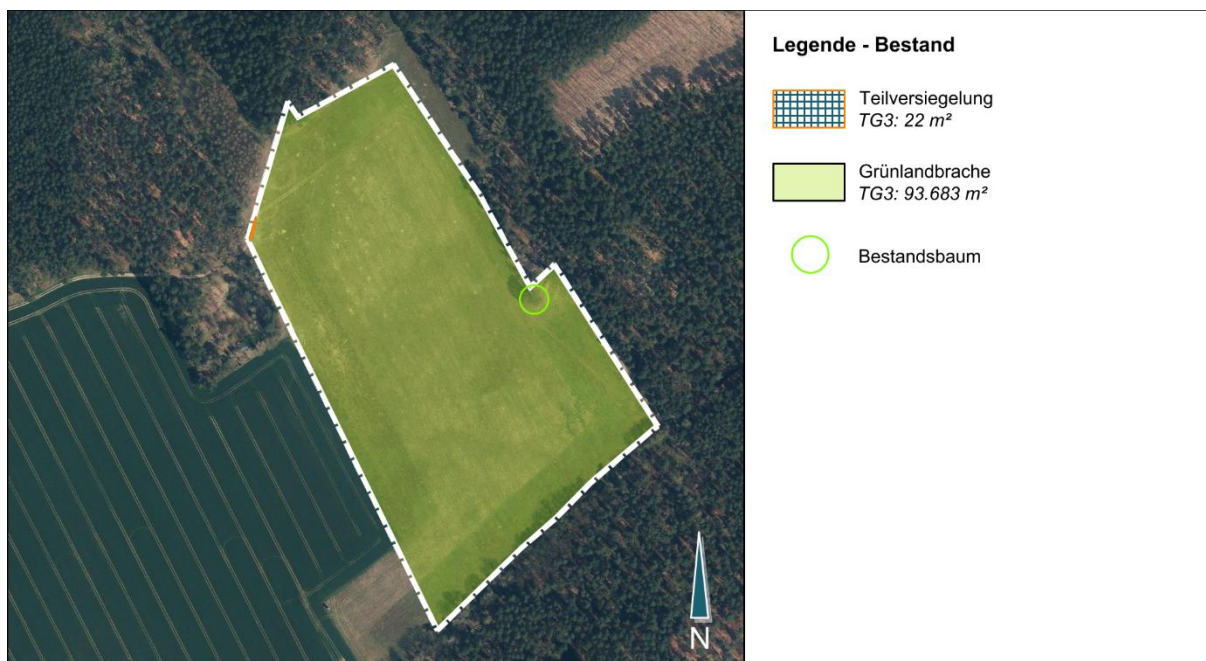 Legende - Bestand
Teilversiegelung
TG3: 22 m²
Grünlandbrache
TG3: 93.683 m²
Bestandsbaum
N